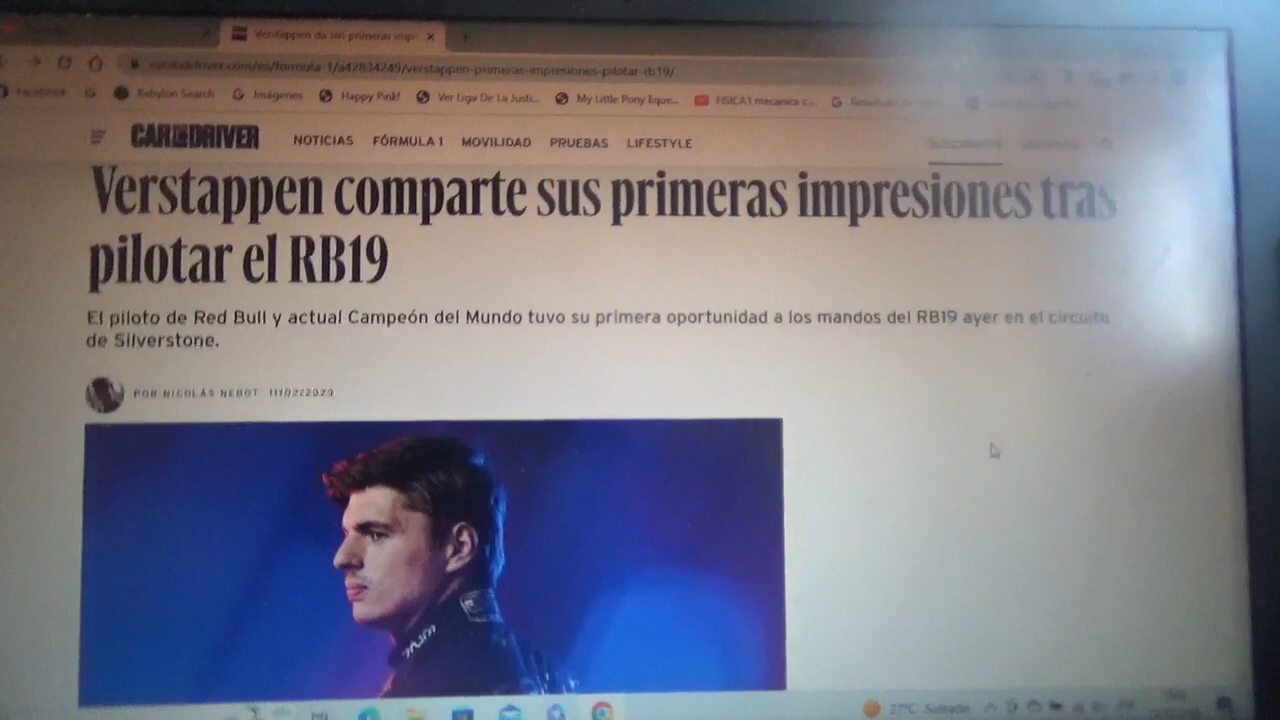 Verstappen da sus primeras impr
caranddriver.com/es/formula-1/a42834249/verstappen-primeras-impresiones-pilotar-rb19/
Facebook
Babylon Search
Imágenes
Happy Pink!
Ver Liga De La Justi...
My Little Pony Eque...
FISICA1 mecanica c...
CAR AND DRIVER
NOTICIAS FÓRMULA 1 MOVILIDAD PRUEBAS LIFESTYLE
Verstappen comparte sus primeras impresiones tras
pilotar el RB19
El piloto de Red Bull y actual Campeón del Mundo tuvo su primera oportunidad a los mandos del RB19 ayer en el circuito
de Silverstone.
POR NICOLÁS NEBOT
27°C Soleado